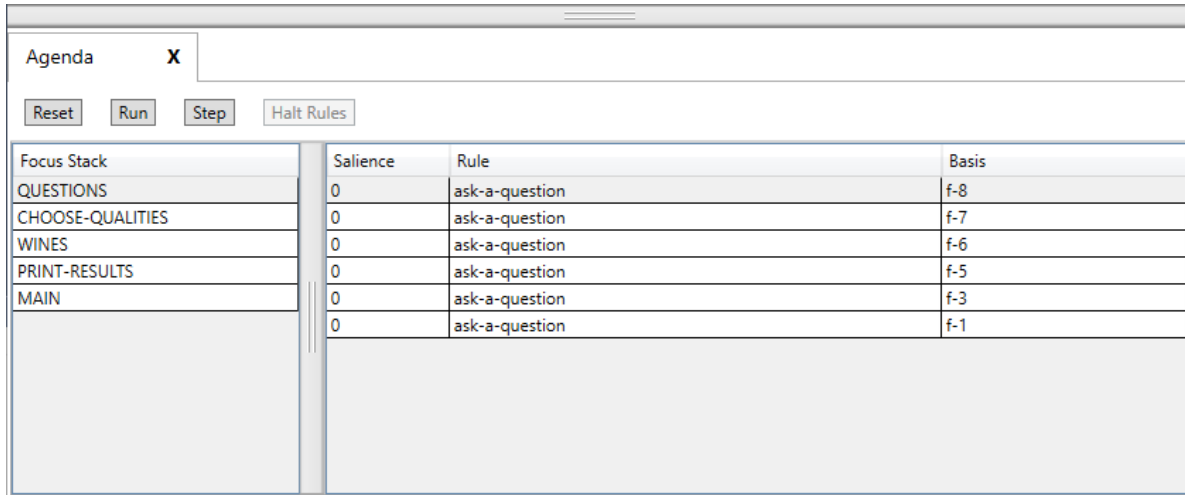 Agenda X
Reset Run Step Halt Rules
Focus Stack Salience Rule Basis
QUESTIONS 0 ask-a-question f-8
CHOOSE-QUALITIES 0 ask-a-question f-7
WINES 0 ask-a-question f-6
PRINT-RESULTS 0 ask-a-question f-5
MAIN 0 ask-a-question f-3
0 ask-a-question f-1